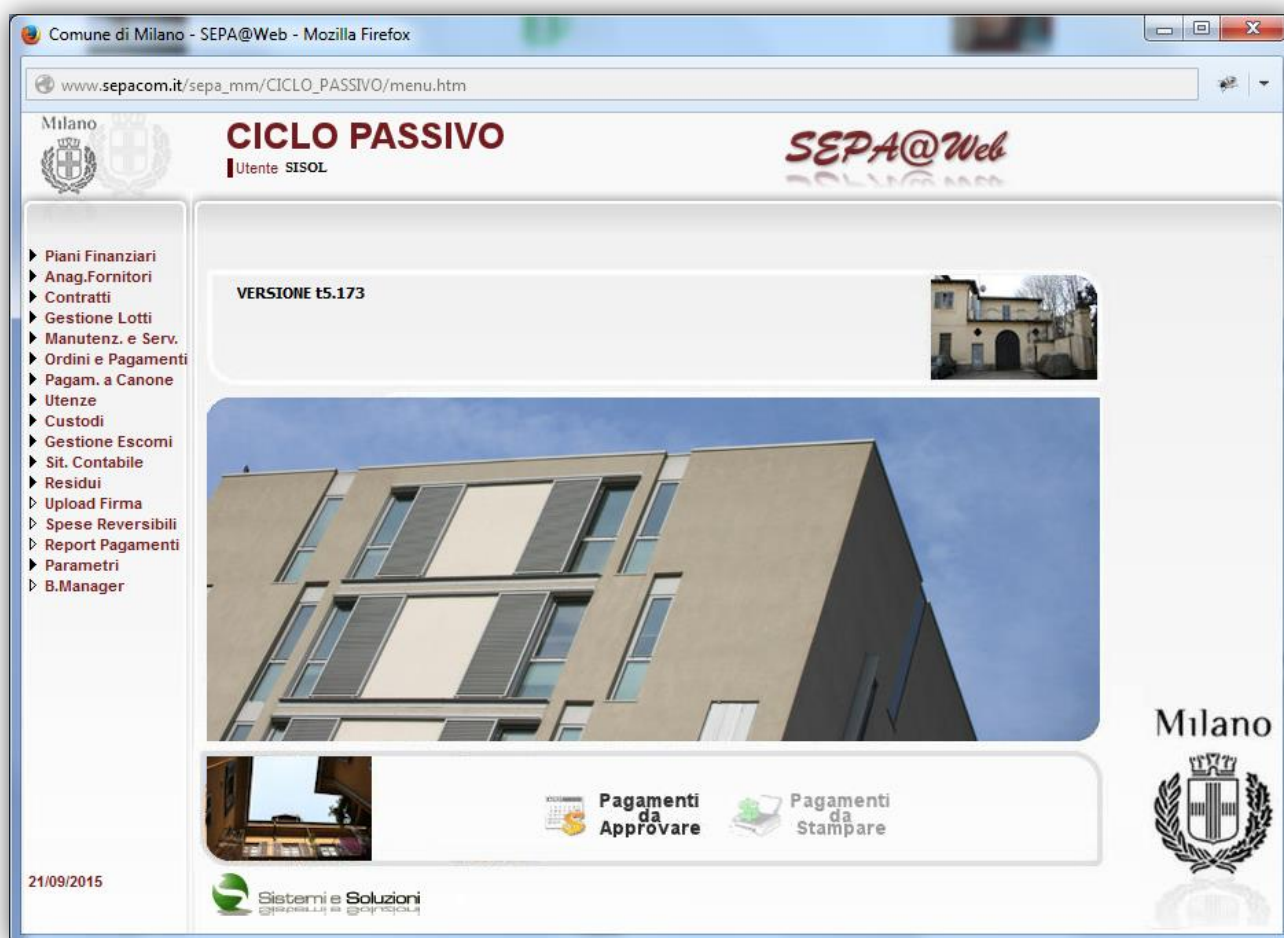 Comune di Milano - SEPA@Web - Mozilla Firefox
www.sepacom.it/sepa_mm/CICLO_PASSIVO/menu.htm
Milano
CICLO PASSIVO
Utente SISOL
SEPA@Web
Piani Finanziari
Anag.Fornitori
Contratti
Gestione Lotti
Manutenz. e Serv.
Ordini e Pagamenti
Pagam. a Canone
Utenze
Custodi
Gestione Escomi
Sit. Contabile
Residui
Upload Firma
Spese Reversibili
Report Pagamenti
Parametri
B.Manager
VERSIONE t5.173
Pagamenti
da
Approvare
Pagamenti
da
Stampare
Milano
21/09/2015
Sistemi e Soluzioni